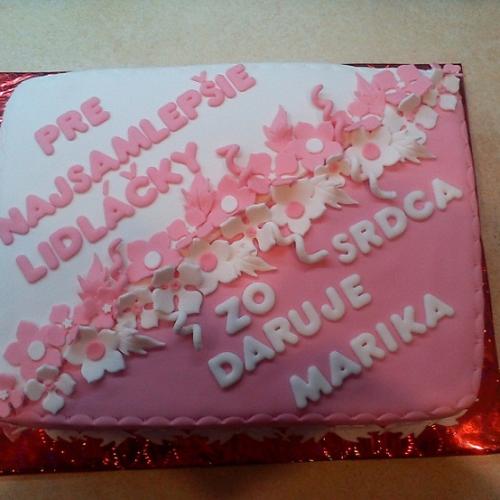 PRE
NAJSAMLEPŠIE
LIDLÁČKY
ZO SRDCA
DARUJE
MARIKA